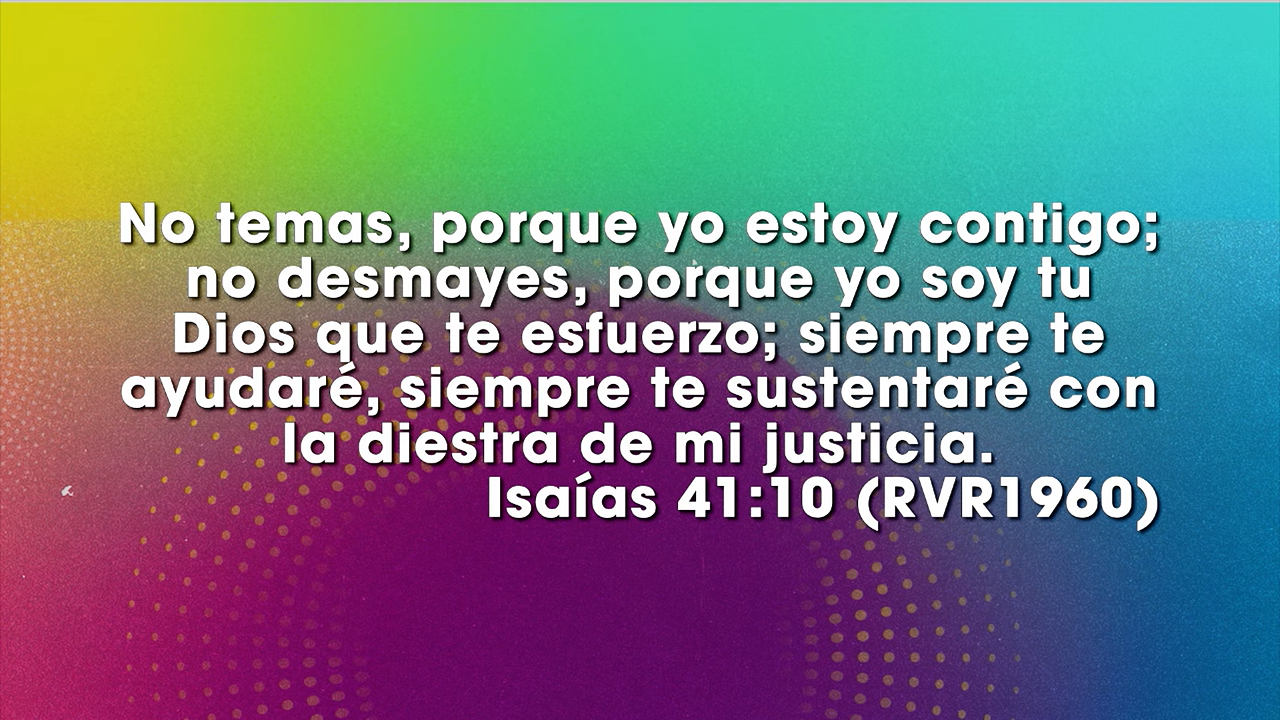 No temas, porque yo estoy contigo;
no desmayes, porque yo soy tu
Dios que te esfuerzo; siempre te
ayudaré, siempre te sustentaré con
la diestra de mi justicia.
Isaías 41:10 (RVR1960)